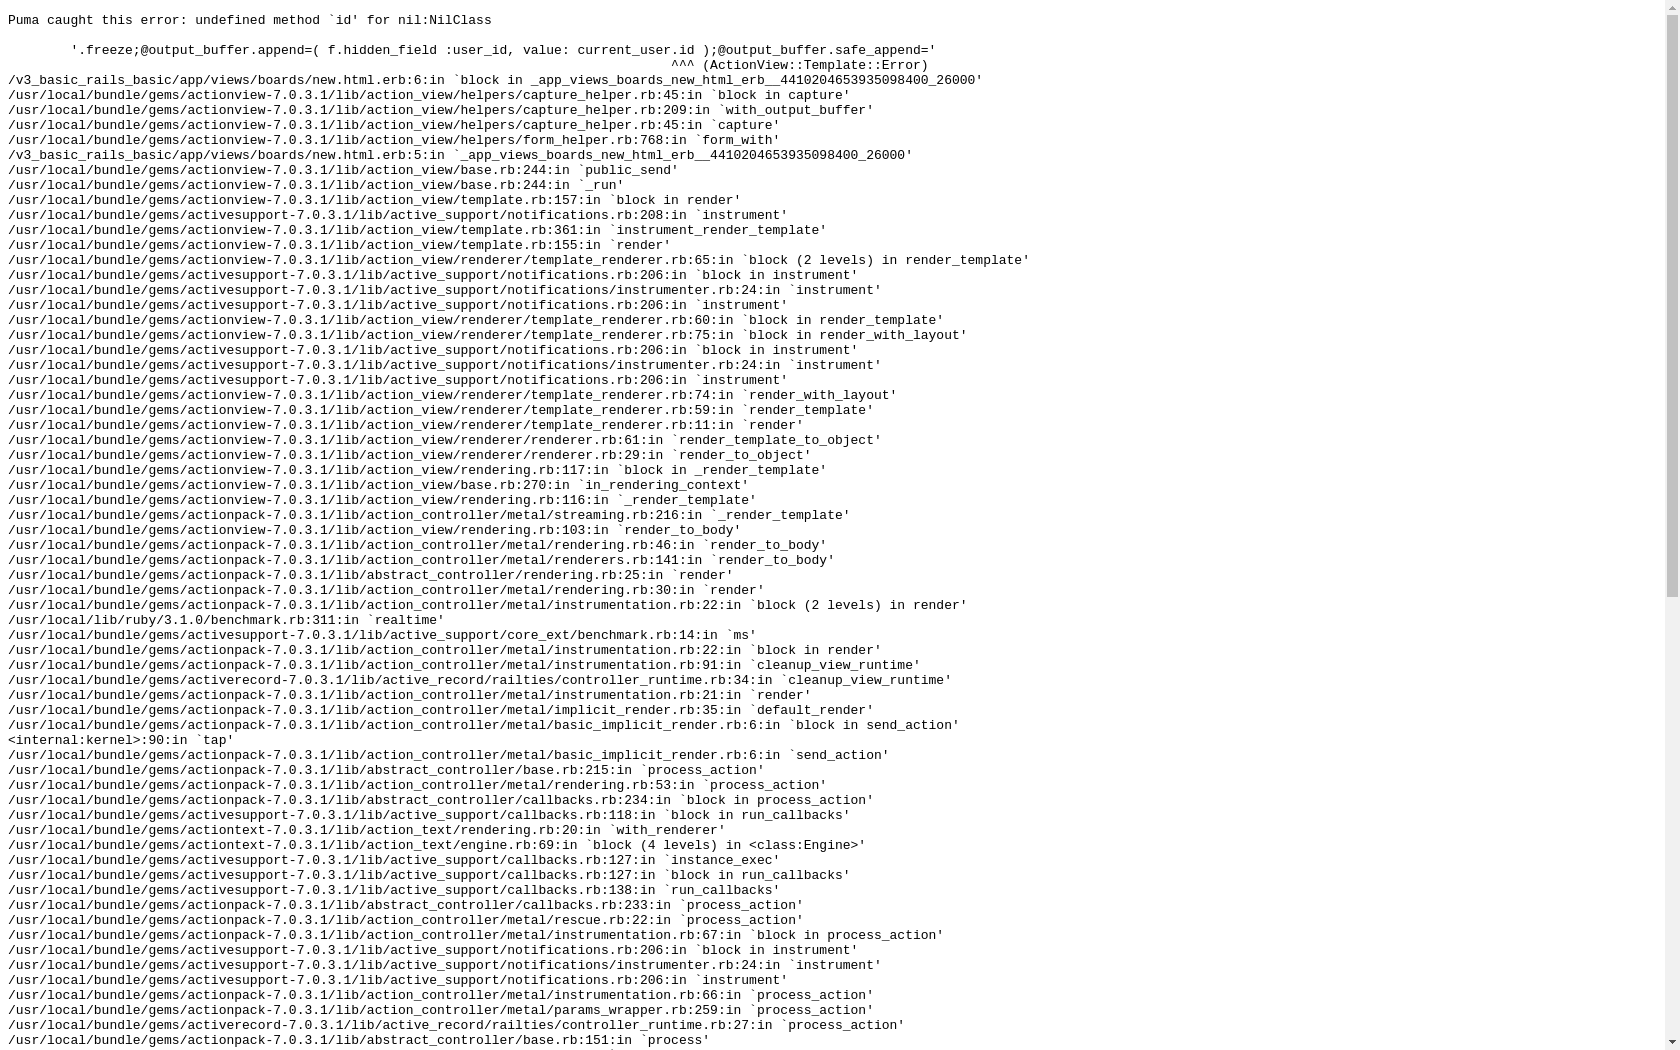 Puma caught this error: undefined method `id' for nil:NilClass
'.freeze;@output_buffer.append=( f.hidden_field :user_id, value: current_user.id );@output_buffer.safe_append='
^^^ (ActionView::Template::Error)
/v3_basic_rails_basic/app/views/boards/new.html.erb:6:in `block in _app_views_boards_new_html_erb__4410204653935098400_26000'
/usr/local/bundle/gems/actionview-7.0.3.1/lib/action_view/helpers/capture_helper.rb:45:in `block in capture'
/usr/local/bundle/gems/actionview-7.0.3.1/lib/action_view/helpers/capture_helper.rb:209:in `with_output_buffer'
/usr/local/bundle/gems/actionview-7.0.3.1/lib/action_view/helpers/capture_helper.rb:45:in `capture'
/usr/local/bundle/gems/actionview-7.0.3.1/lib/action_view/helpers/form_helper.rb:768:in `form_with'
/v3_basic_rails_basic/app/views/boards/new.html.erb:5:in `_app_views_boards_new_html_erb__4410204653935098400_26000'
/usr/local/bundle/gems/actionview-7.0.3.1/lib/action_view/base.rb:244:in `public_send'
/usr/local/bundle/gems/actionview-7.0.3.1/lib/action_view/base.rb:244:in `_run'
/usr/local/bundle/gems/actionview-7.0.3.1/lib/action_view/template.rb:157:in `block in render'
/usr/local/bundle/gems/activesupport-7.0.3.1/lib/active_support/notifications.rb:208:in `instrument'
/usr/local/bundle/gems/actionview-7.0.3.1/lib/action_view/template.rb:361:in `instrument_render_template'
/usr/local/bundle/gems/actionview-7.0.3.1/lib/action_view/template.rb:155:in `render'
/usr/local/bundle/gems/actionview-7.0.3.1/lib/action_view/renderer/template_renderer.rb:65:in `block (2 levels) in render_template'
/usr/local/bundle/gems/activesupport-7.0.3.1/lib/active_support/notifications.rb:206:in `block in instrument'
/usr/local/bundle/gems/activesupport-7.0.3.1/lib/active_support/notifications/instrumenter.rb:24:in `instrument'
/usr/local/bundle/gems/activesupport-7.0.3.1/lib/active_support/notifications.rb:206:in `instrument'
/usr/local/bundle/gems/actionview-7.0.3.1/lib/action_view/renderer/template_renderer.rb:60:in `block in render_template'
/usr/local/bundle/gems/actionview-7.0.3.1/lib/action_view/renderer/template_renderer.rb:75:in `block in render_with_layout'
/usr/local/bundle/gems/activesupport-7.0.3.1/lib/active_support/notifications.rb:206:in `block in instrument'
/usr/local/bundle/gems/activesupport-7.0.3.1/lib/active_support/notifications/instrumenter.rb:24:in `instrument'
/usr/local/bundle/gems/activesupport-7.0.3.1/lib/active_support/notifications.rb:206:in `instrument'
/usr/local/bundle/gems/actionview-7.0.3.1/lib/action_view/renderer/template_renderer.rb:74:in `render_with_layout'
/usr/local/bundle/gems/actionview-7.0.3.1/lib/action_view/renderer/template_renderer.rb:59:in `render_template'
/usr/local/bundle/gems/actionview-7.0.3.1/lib/action_view/renderer/template_renderer.rb:11:in `render'
/usr/local/bundle/gems/actionview-7.0.3.1/lib/action_view/renderer/renderer.rb:61:in `render_template_to_object'
/usr/local/bundle/gems/actionview-7.0.3.1/lib/action_view/renderer/renderer.rb:29:in `render_to_object'
/usr/local/bundle/gems/actionview-7.0.3.1/lib/action_view/rendering.rb:117:in `block in _render_template'
/usr/local/bundle/gems/actionview-7.0.3.1/lib/action_view/base.rb:270:in `in_rendering_context'
/usr/local/bundle/gems/actionview-7.0.3.1/lib/action_view/rendering.rb:116:in `_render_template'
/usr/local/bundle/gems/actionpack-7.0.3.1/lib/action_controller/metal/streaming.rb:216:in `_render_template'
/usr/local/bundle/gems/actionview-7.0.3.1/lib/action_view/rendering.rb:103:in `render_to_body'
/usr/local/bundle/gems/actionpack-7.0.3.1/lib/action_controller/metal/rendering.rb:46:in `render_to_body'
/usr/local/bundle/gems/actionpack-7.0.3.1/lib/action_controller/metal/renderers.rb:141:in `render_to_body'
/usr/local/bundle/gems/actionpack-7.0.3.1/lib/abstract_controller/rendering.rb:25:in `render'
/usr/local/bundle/gems/actionpack-7.0.3.1/lib/action_controller/metal/rendering.rb:30:in `render'
/usr/local/bundle/gems/actionpack-7.0.3.1/lib/action_controller/metal/instrumentation.rb:22:in `block (2 levels) in render'
/usr/local/lib/ruby/3.1.0/benchmark.rb:311:in `realtime'
/usr/local/bundle/gems/activesupport-7.0.3.1/lib/active_support/core_ext/benchmark.rb:14:in `ms'
/usr/local/bundle/gems/actionpack-7.0.3.1/lib/action_controller/metal/instrumentation.rb:22:in `block in render'
/usr/local/bundle/gems/actionpack-7.0.3.1/lib/action_controller/metal/instrumentation.rb:91:in `cleanup_view_runtime'
/usr/local/bundle/gems/activerecord-7.0.3.1/lib/active_record/railties/controller_runtime.rb:34:in `cleanup_view_runtime'
/usr/local/bundle/gems/actionpack-7.0.3.1/lib/action_controller/metal/instrumentation.rb:21:in `render'
/usr/local/bundle/gems/actionpack-7.0.3.1/lib/action_controller/metal/implicit_render.rb:35:in `default_render'
/usr/local/bundle/gems/actionpack-7.0.3.1/lib/action_controller/metal/basic_implicit_render.rb:6:in `block in send_action'
<internal:kernel>:90:in `tap'
/usr/local/bundle/gems/actionpack-7.0.3.1/lib/action_controller/metal/basic_implicit_render.rb:6:in `send_action'
/usr/local/bundle/gems/actionpack-7.0.3.1/lib/abstract_controller/base.rb:215:in `process_action'
/usr/local/bundle/gems/actionpack-7.0.3.1/lib/action_controller/metal/rendering.rb:53:in `process_action'
/usr/local/bundle/gems/actionpack-7.0.3.1/lib/abstract_controller/callbacks.rb:234:in `block in process_action'
/usr/local/bundle/gems/activesupport-7.0.3.1/lib/active_support/callbacks.rb:118:in `block in run_callbacks'
/usr/local/bundle/gems/actiontext-7.0.3.1/lib/action_text/rendering.rb:20:in `with_renderer'
/usr/local/bundle/gems/actiontext-7.0.3.1/lib/action_text/engine.rb:69:in `block (4 levels) in <class:Engine>'
/usr/local/bundle/gems/activesupport-7.0.3.1/lib/active_support/callbacks.rb:127:in `instance_exec'
/usr/local/bundle/gems/activesupport-7.0.3.1/lib/active_support/callbacks.rb:127:in `block in run_callbacks'
/usr/local/bundle/gems/activesupport-7.0.3.1/lib/active_support/callbacks.rb:138:in `run_callbacks'
/usr/local/bundle/gems/actionpack-7.0.3.1/lib/abstract_controller/callbacks.rb:233:in `process_action'
/usr/local/bundle/gems/actionpack-7.0.3.1/lib/action_controller/metal/rescue.rb:22:in `process_action'
/usr/local/bundle/gems/actionpack-7.0.3.1/lib/action_controller/metal/instrumentation.rb:67:in `block in process_action'
/usr/local/bundle/gems/activesupport-7.0.3.1/lib/active_support/notifications.rb:206:in `block in instrument'
/usr/local/bundle/gems/activesupport-7.0.3.1/lib/active_support/notifications/instrumenter.rb:24:in `instrument'
/usr/local/bundle/gems/activesupport-7.0.3.1/lib/active_support/notifications.rb:206:in `instrument'
/usr/local/bundle/gems/actionpack-7.0.3.1/lib/action_controller/metal/instrumentation.rb:66:in `process_action'
/usr/local/bundle/gems/actionpack-7.0.3.1/lib/action_controller/metal/params_wrapper.rb:259:in `process_action'
/usr/local/bundle/gems/activerecord-7.0.3.1/lib/active_record/railties/controller_runtime.rb:27:in `process_action'
/usr/local/bundle/gems/actionpack-7.0.3.1/lib/abstract_controller/base.rb:151:in `process'